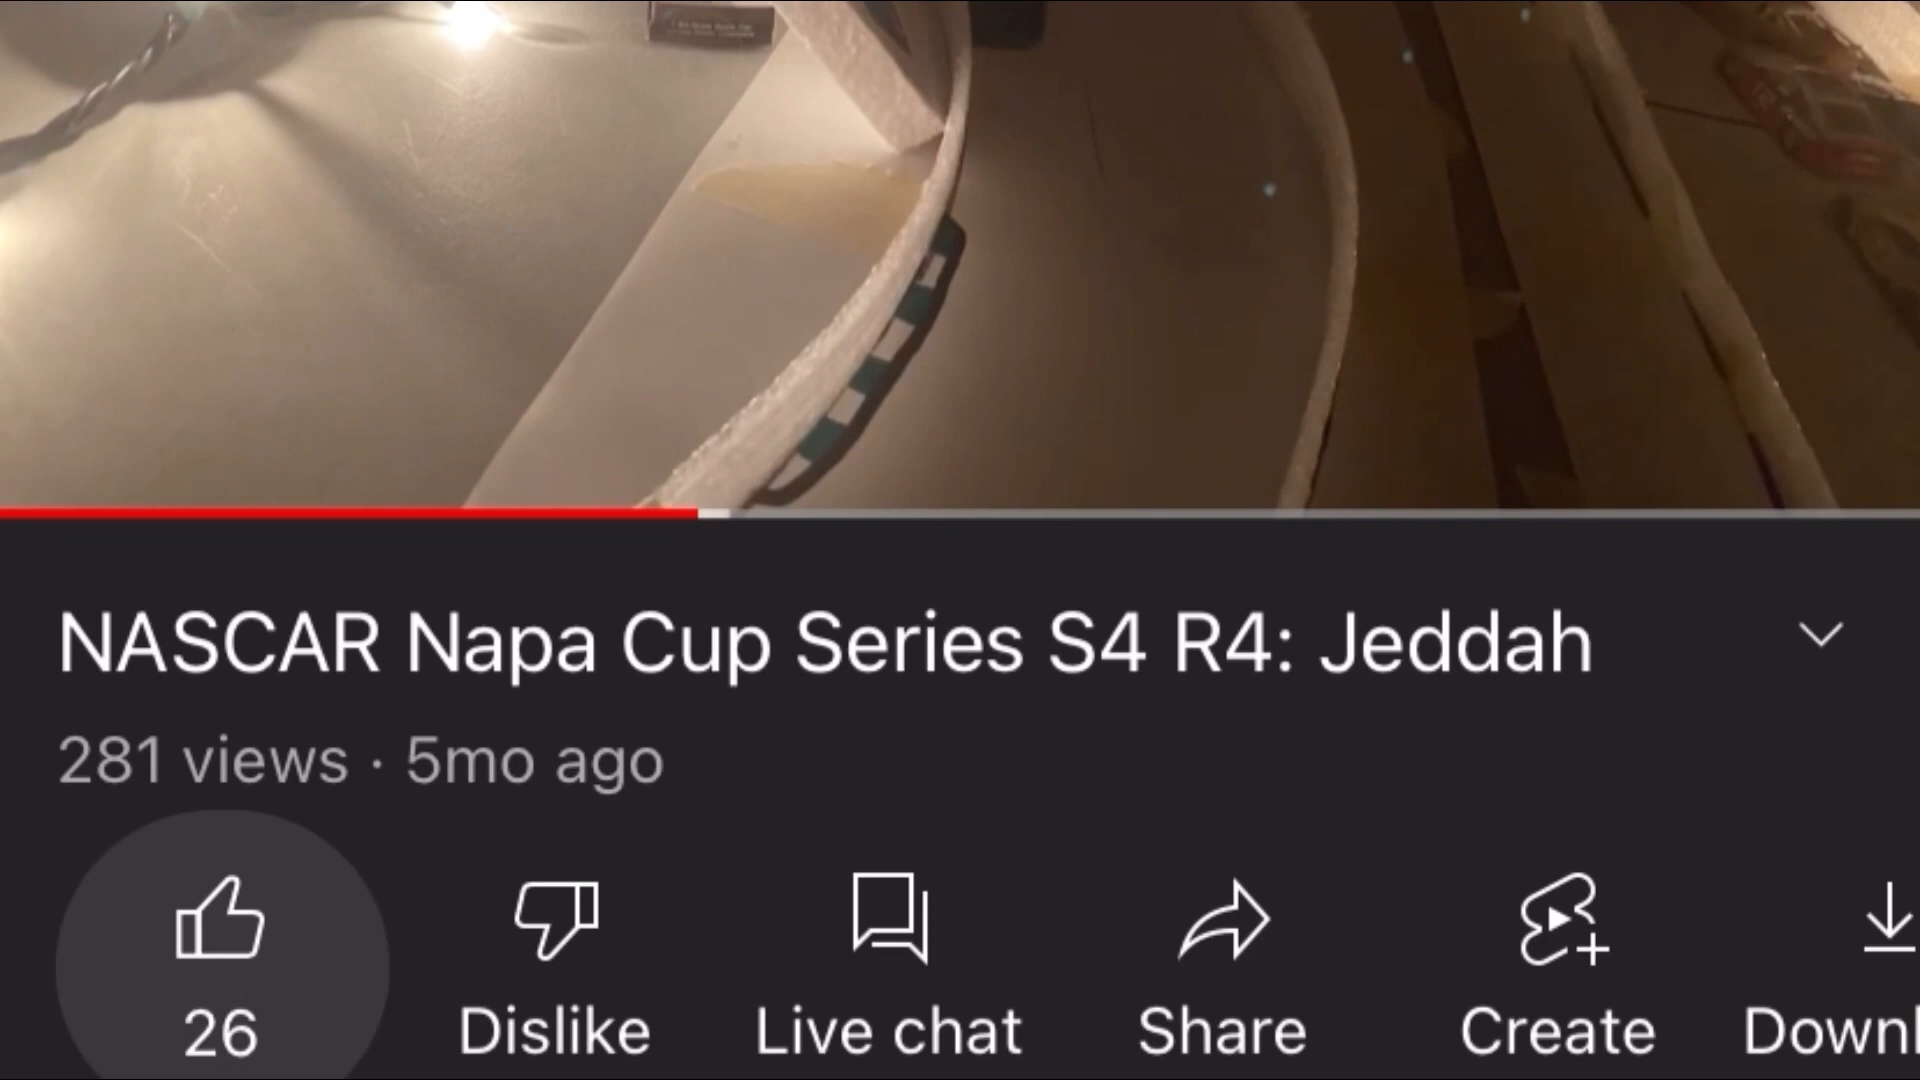 NASCAR Napa Cup Series S4 R4: Jeddah
281 views · 5mo ago
26
Dislike
Live chat
Share
Create
Downl